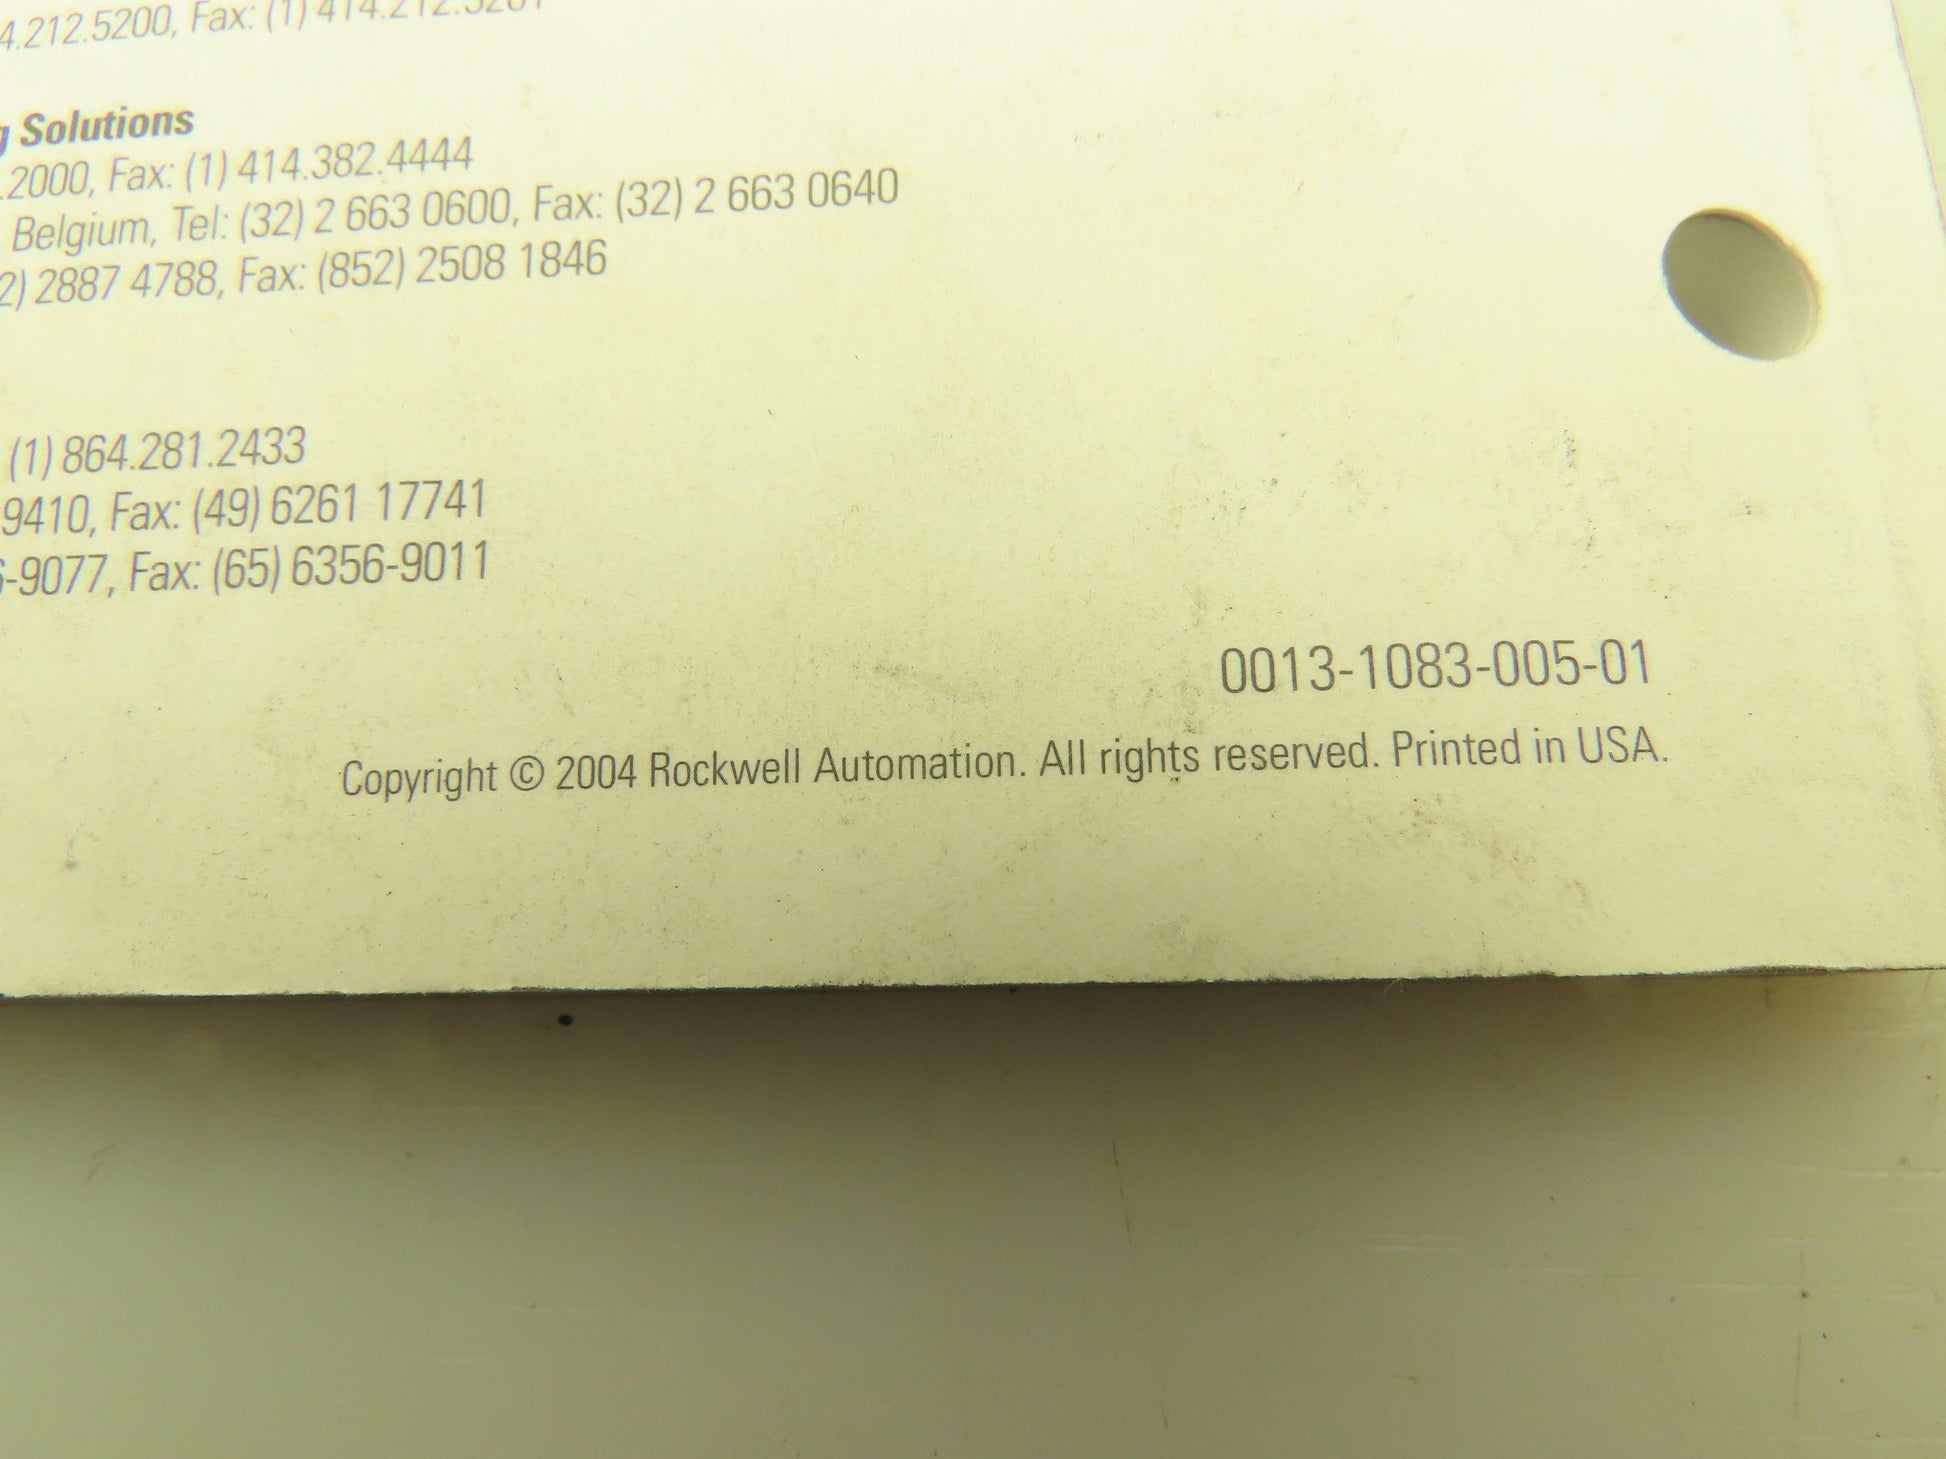 4.212.5200, Fax: (1) 414.212.5201
g Solutions
.2000, Fax: (1) 414.382.4444
Belgium, Tel: (32) 2 663 0600, Fax: (32) 2 663 0640
2) 2887 4788, Fax: (852) 2508 1846
(1) 864.281.2433
-9410, Fax: (49) 6261 17741
6-9077, Fax: (65) 6356-9011
0013-1083-005-01
Copyright © 2004 Rockwell Automation. All rights reserved. Printed in USA.